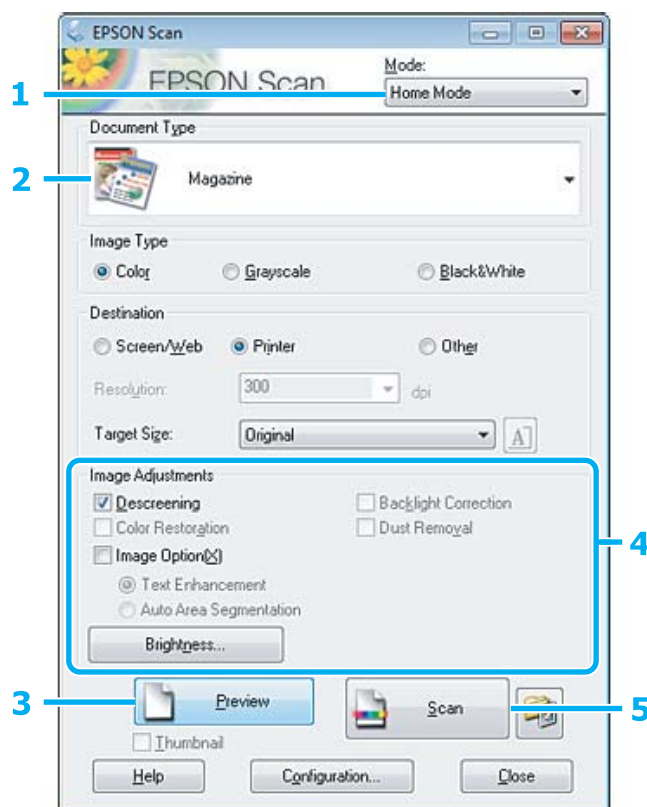 EPSON Scan
EPSON Scan
Mode:
1
Home Mode
Document Type
2
Magazine
Image Type
Color Grayscale Black&White
Destination
Screen/Web Printer Other
Resolution: 300 dpi
Target Size: Original A
Image Adjustments
Descreening Backlight Correction
Color Restoration Dust Removal
4
Image Option(X)
Text Enhancement
Auto Area Segmentation
Brightness...
3 Preview Scan 5
Thumbnail
Help Configuration... Close